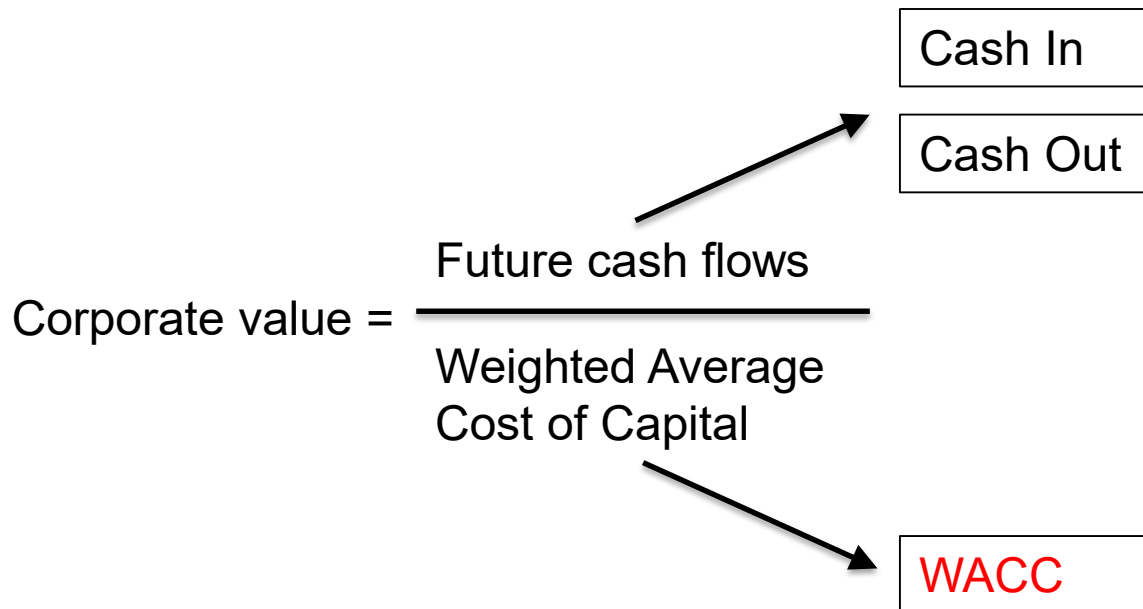 Cash In
Cash Out
Future cash flows
Corporate value =
Weighted Average
Cost of Capital
WACC